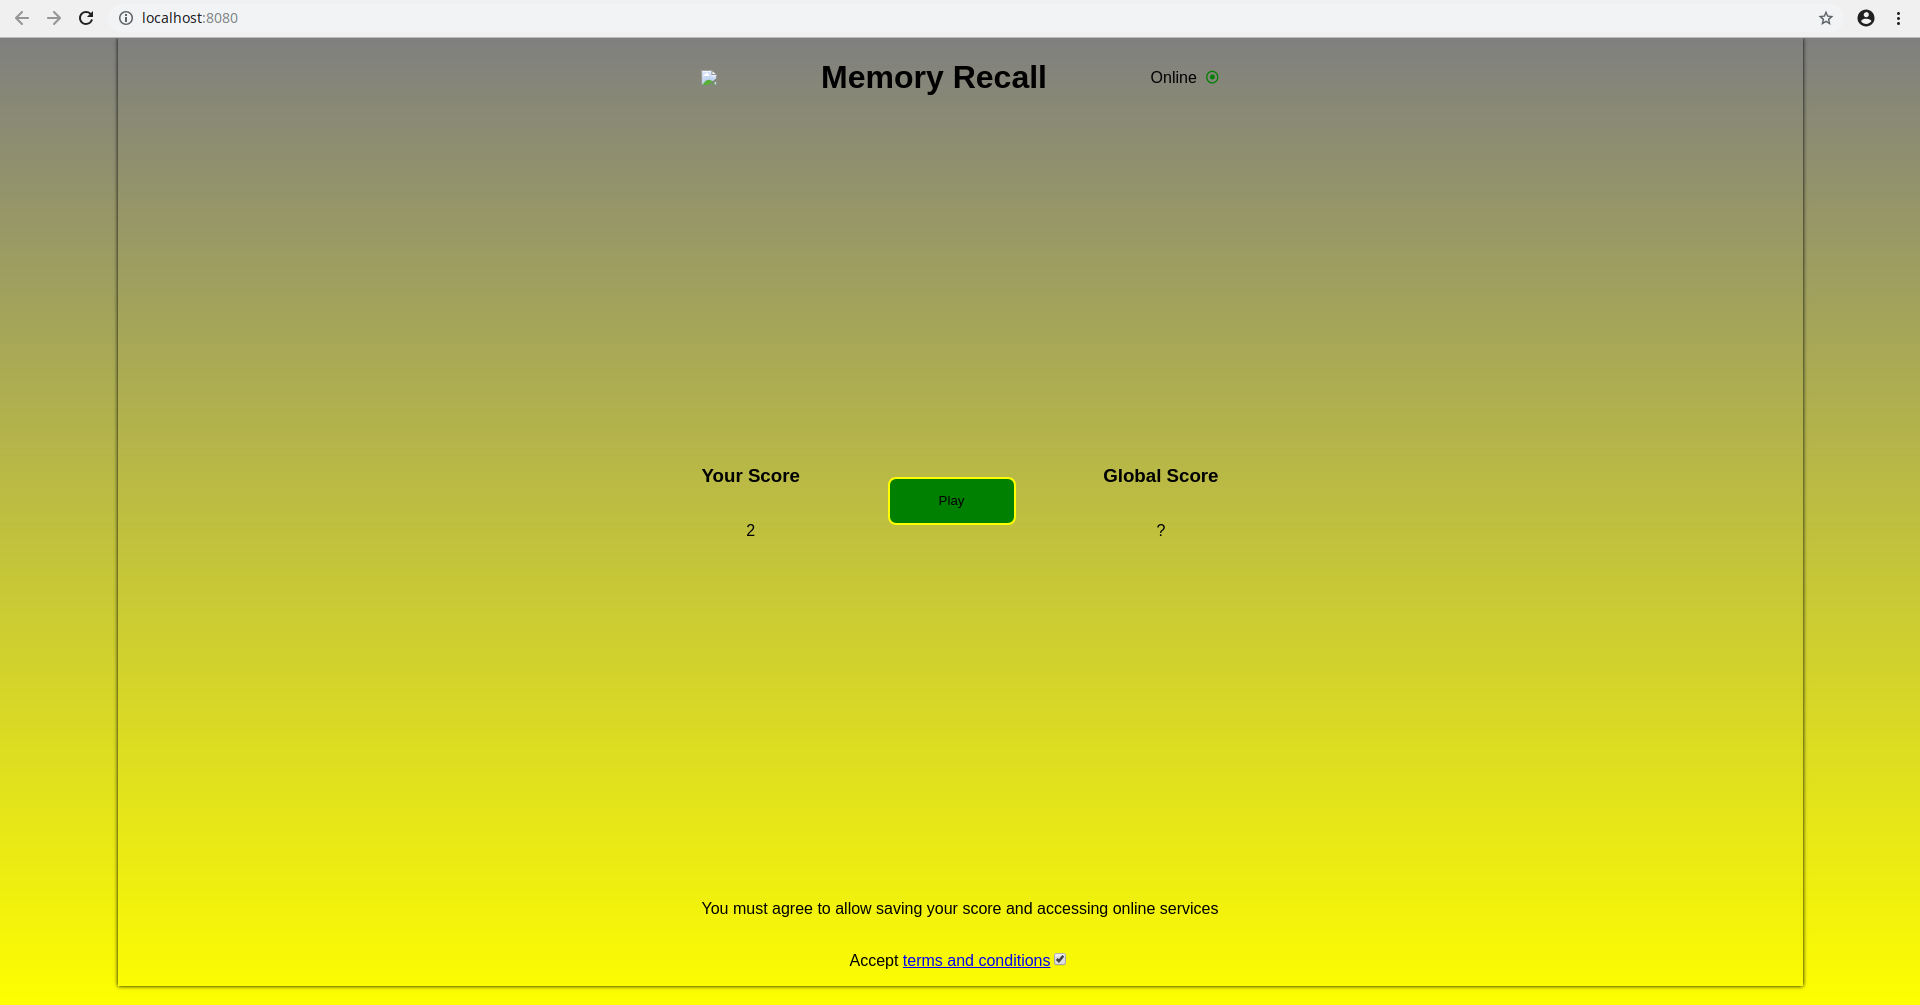 localhost:8080
Memory Recall
Online
Your Score
Play
Global Score
2
?
You must agree to allow saving your score and accessing online services
Accept terms and conditions